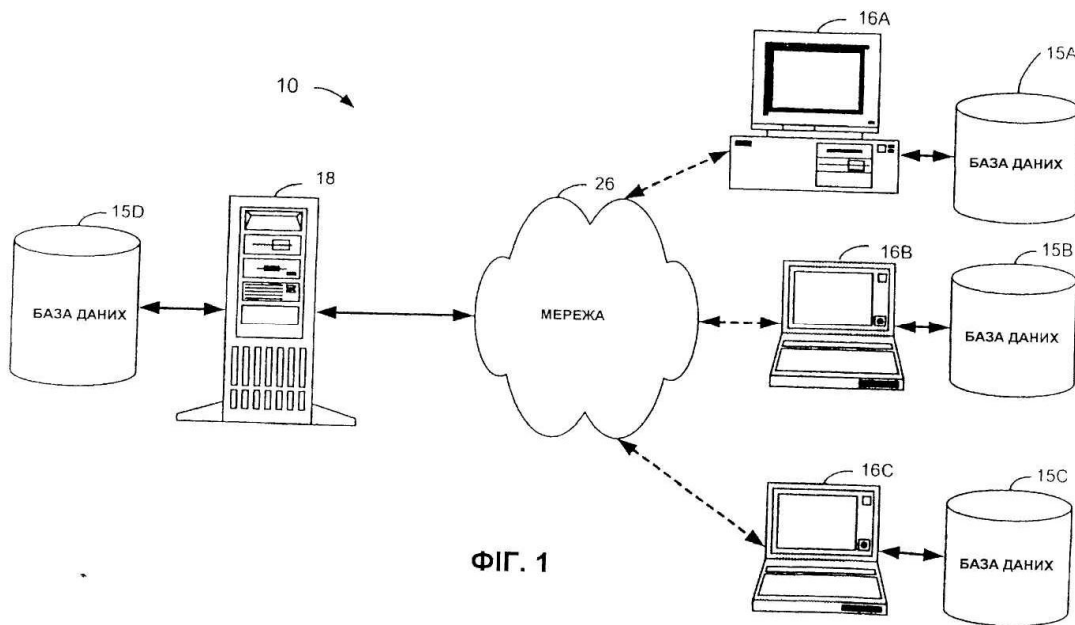 16A
15A
10
БАЗА ДАНИХ
18
26
15D
16B
15B
БАЗА ДАНИХ
МЕРЕЖА
БАЗА ДАНИХ
16C
15C
ФІГ. 1
БАЗА ДАНИХ